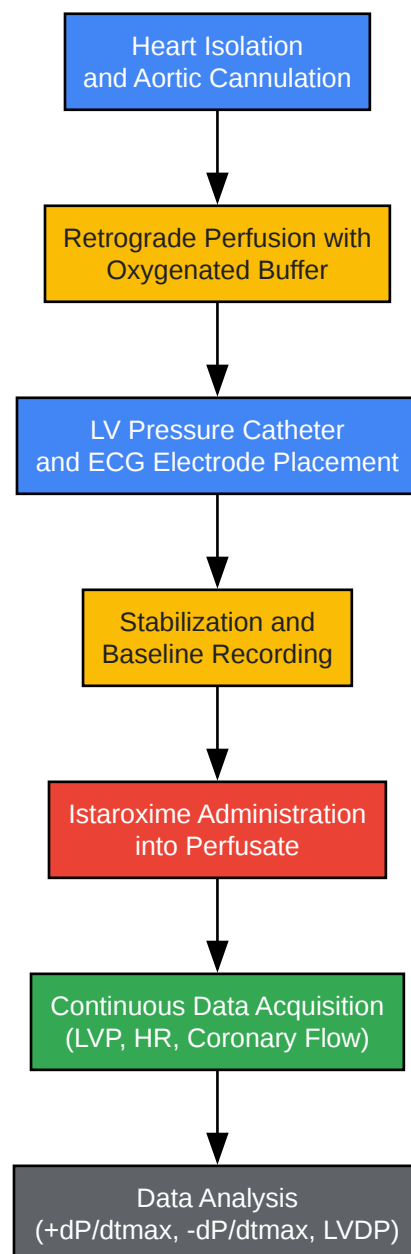 Heart Isolation
and Aortic Cannulation
Retrograde Perfusion with
Oxygenated Buffer
LV Pressure Catheter
and ECG Electrode Placement
Stabilization and
Baseline Recording
Istaroxime Administration
into Perfusate
Continuous Data Acquisition
(LVP, HR, Coronary Flow)
Data Analysis
(+dP/dtmax, -dP/dtmax, LVDP)